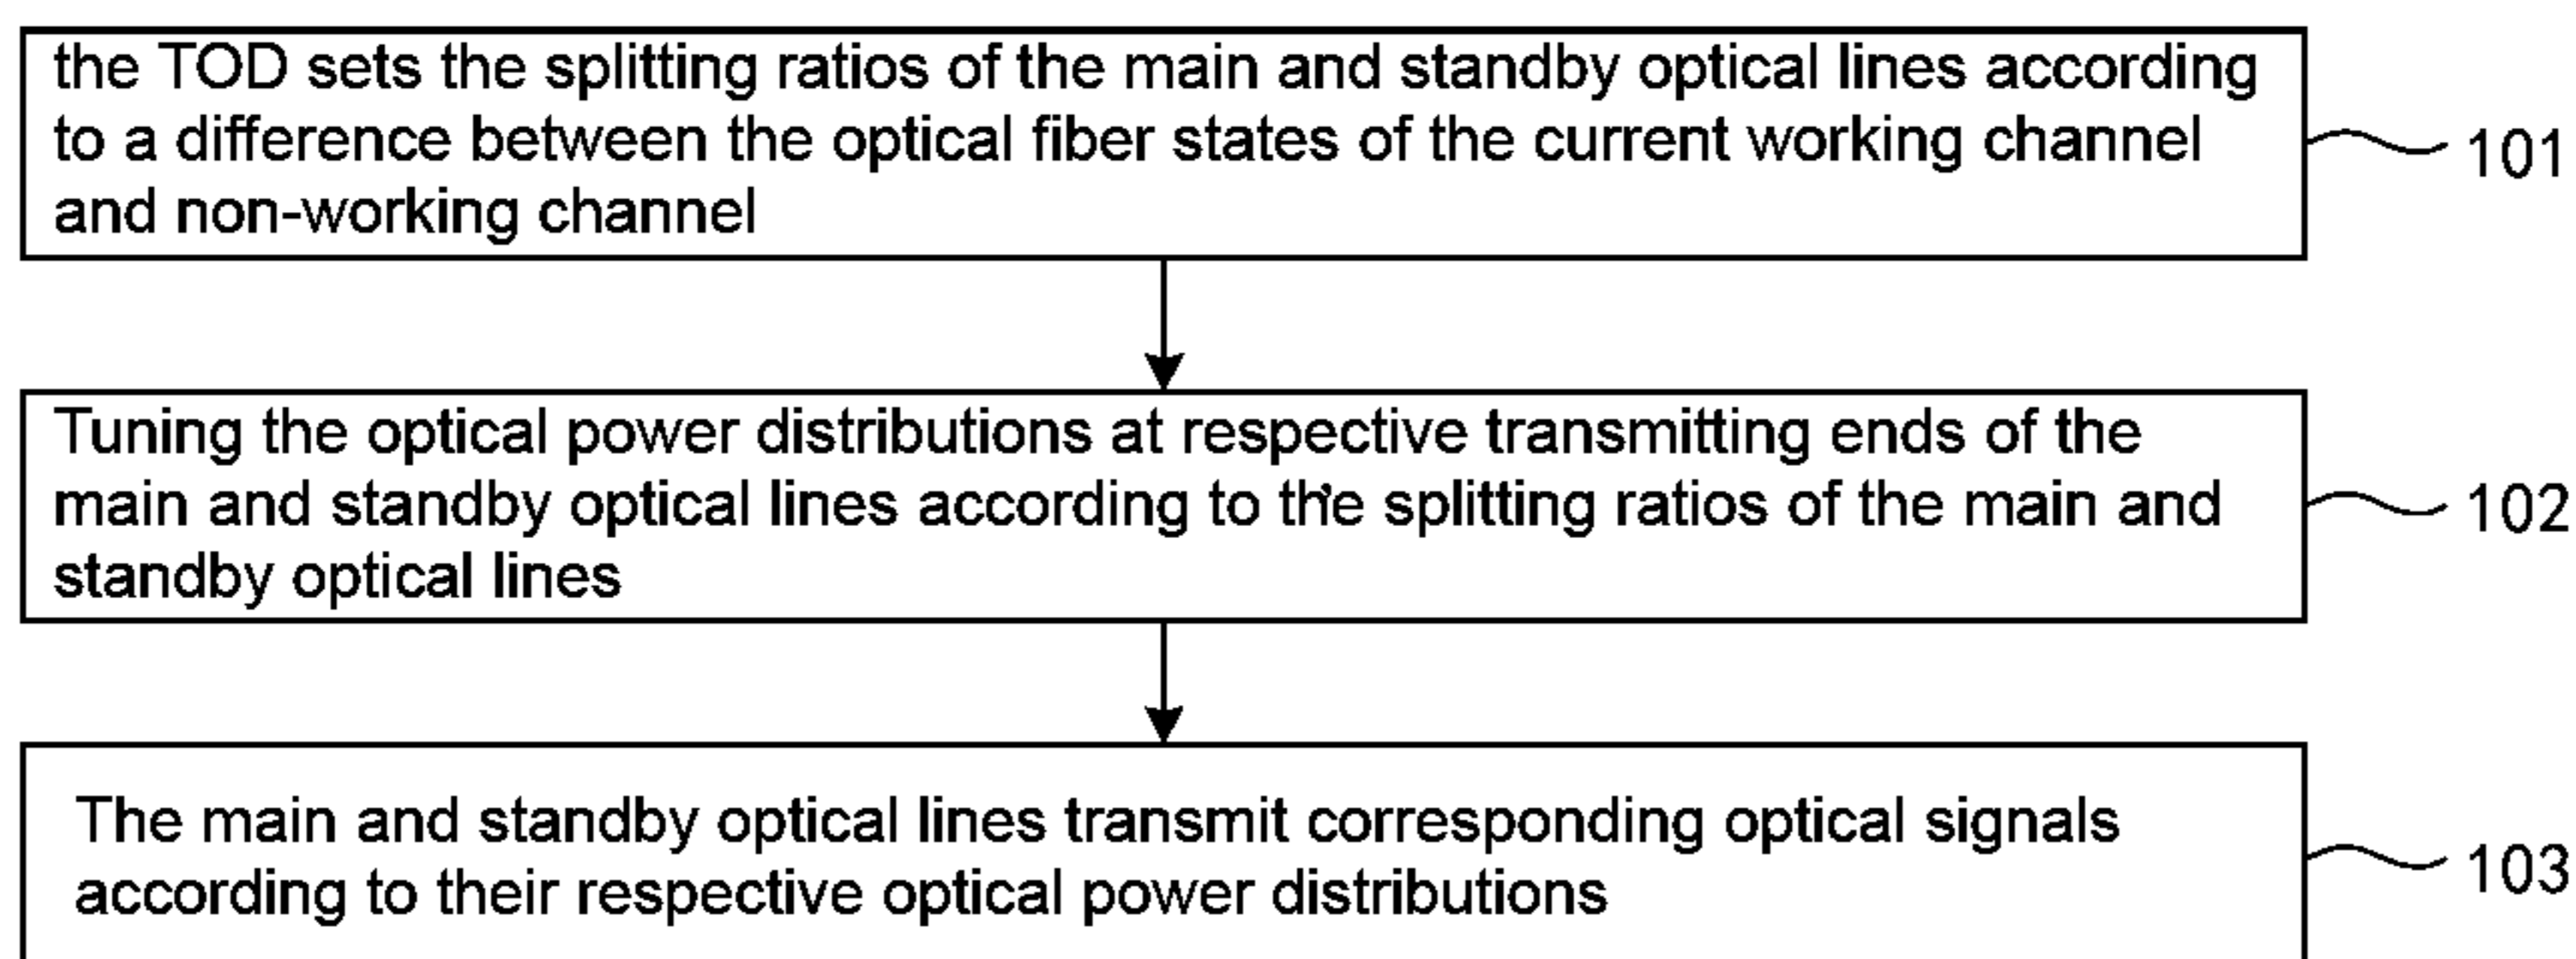 the TOD sets the splitting ratios of the main and standby optical lines according
to a difference between the optical fiber states of the current working channel
and non-working channel
101
Tuning the optical power distributions at respective transmitting ends of the
main and standby optical lines according to the splitting ratios of the main and
standby optical lines
102
The main and standby optical lines transmit corresponding optical signals
according to their respective optical power distributions
103